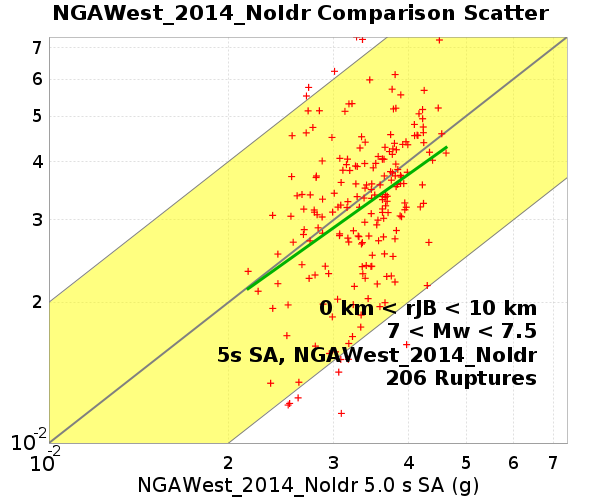 NGAWest_2014_NoIdr Comparison Scatter
7
6
5
4
3
2
10-2
0 km < rJB < 10 km
7 < Mw < 7.5
5s SA, NGAWest_2014_NoIdr
206 Ruptures
10-2
2
3
4
5
6
7
NGAWest_2014_NoIdr 5.0 s SA (g)